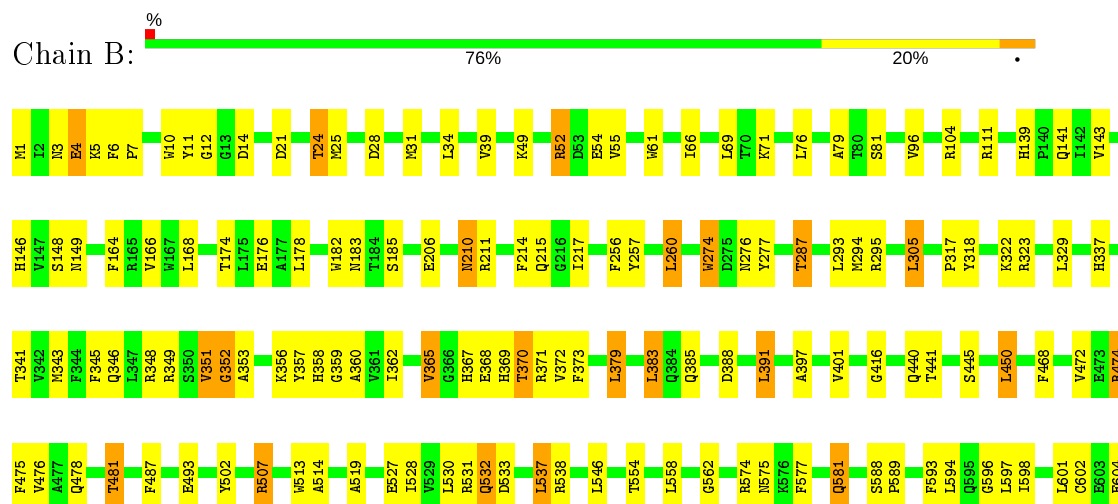 %
Chain B:
76% 20% •
M1 I2 N3 E4 K5 F6 P7 W10 Y11 G12 G13 D14 D21 T24 M25 D28 M31 L34 V39 K49 R52 D53 E54 V55 W61 I66 L69 T70 K71 L76 A79 T80 S81 V96 R104 R111 H139 P140 Q141 I142 V143
H146 V147 S148 N149 F164 R165 V166 W167 L168 T174 L175 E176 A177 L178 W182 N183 T184 S185 E206 N210 R211 F214 Q215 G216 I217 F256 Y257 L260 W274 D275 N276 Y277 T287 L293 M294 R295 L305 P317 Y318 K322 R323 L329 H337
T341 V342 M343 F344 F345 Q346 L347 R348 R349 S350 V351 G352 A353 K356 Y357 H358 G359 A360 V361 I362 V365 G366 H367 E368 H369 T370 R371 V372 F373 L379 L383 Q384 Q385 D388 L391 A397 V401 G416 Q440 T441 S445 L450 F468 V472 E473
F475 V476 A477 Q478 T481 F487 E493 Y502 R507 W513 A514 A519 E527 I528 V529 L530 R531 Q532 D533 L537 R538 L546 T554 L558 G562 R574 N575 K576 F577 Q581 S588 P589 F593 L594 Q595 G596 L597 I598 L601 C602 E603